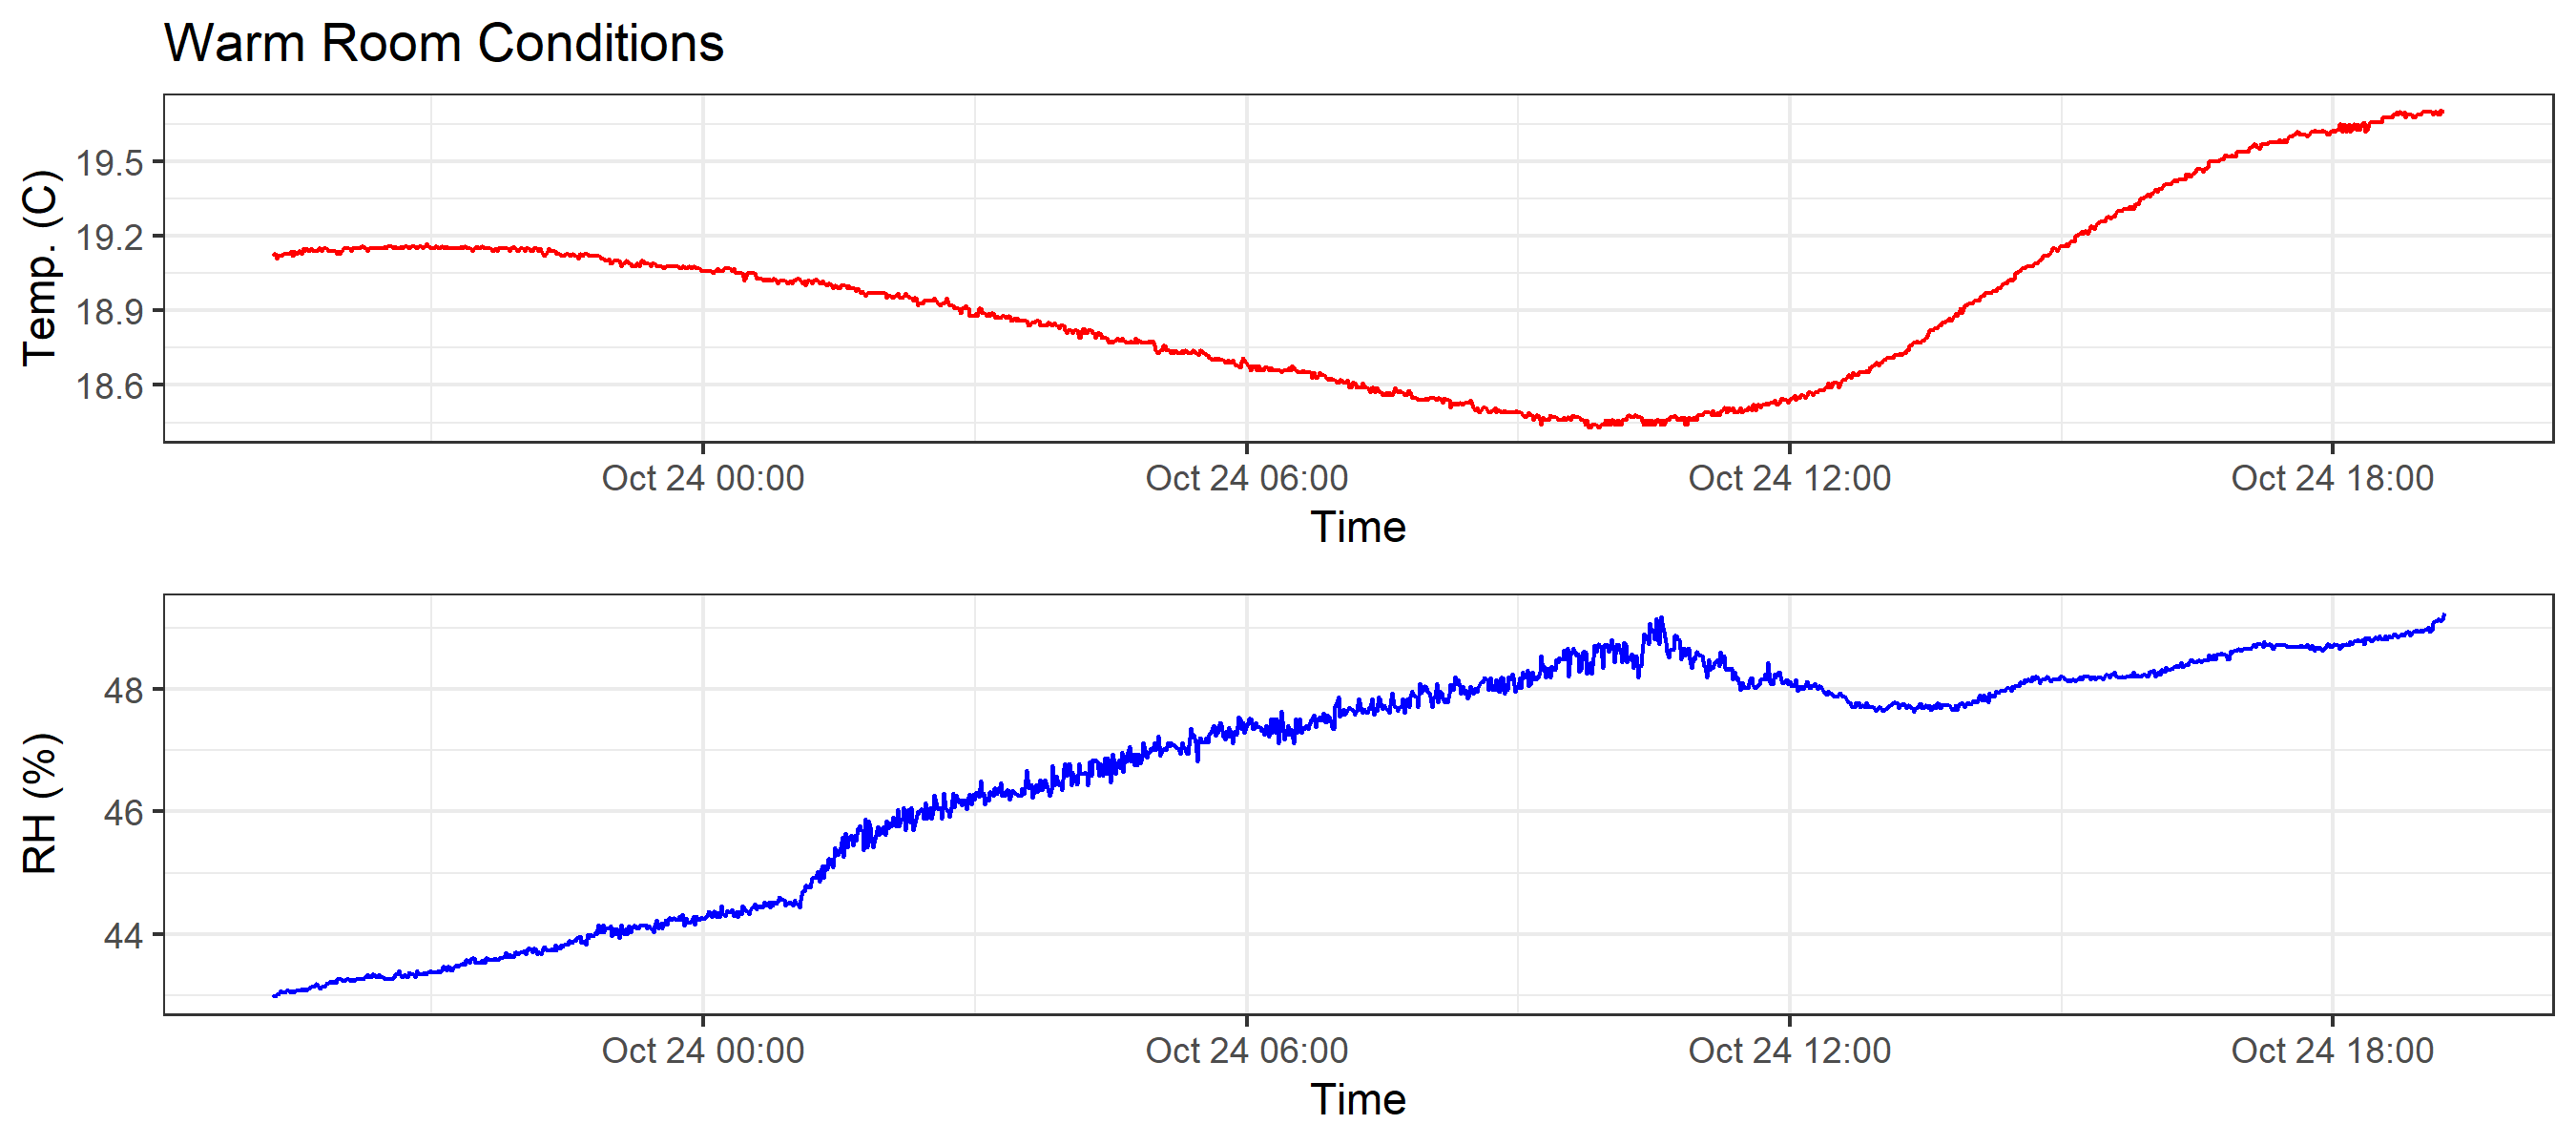 Warm Room Conditions
Temp. (C)
19.5
19.2
18.9
18.6
Oct 24 00:00 Oct 24 06:00 Oct 24 12:00 Oct 24 18:00
Time
RH (%)
48
46
44
Oct 24 00:00 Oct 24 06:00 Oct 24 12:00 Oct 24 18:00
Time